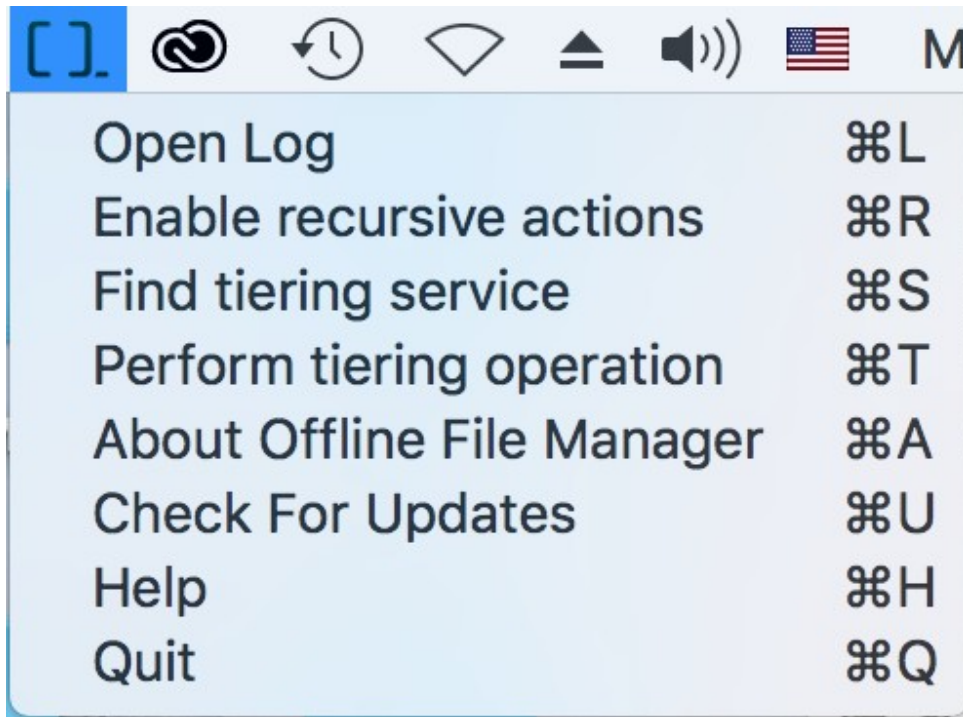 [ ]_ M
Open Log ⌘L
Enable recursive actions ⌘R
Find tiering service ⌘S
Perform tiering operation ⌘T
About Offline File Manager ⌘A
Check For Updates ⌘U
Help ⌘H
Quit ⌘Q